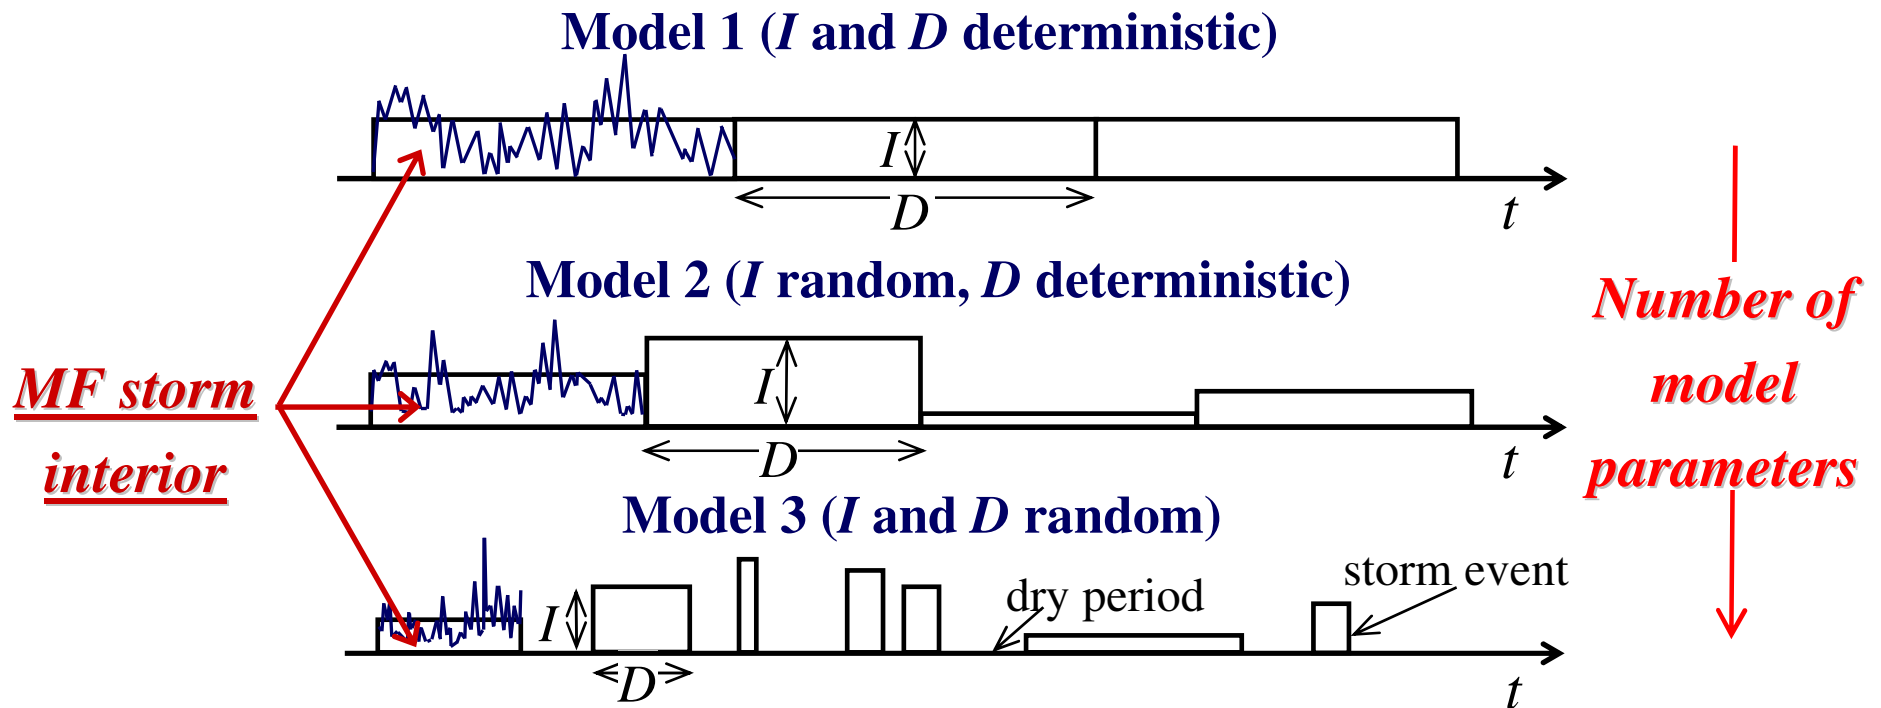 Model 1 (I and D deterministic)
I
D
t
Model 2 (I random, D deterministic)
I
D
t
Model 3 (I and D random)
I
D
dry period
storm event
t
MF storm
interior
Number of
model
parameters